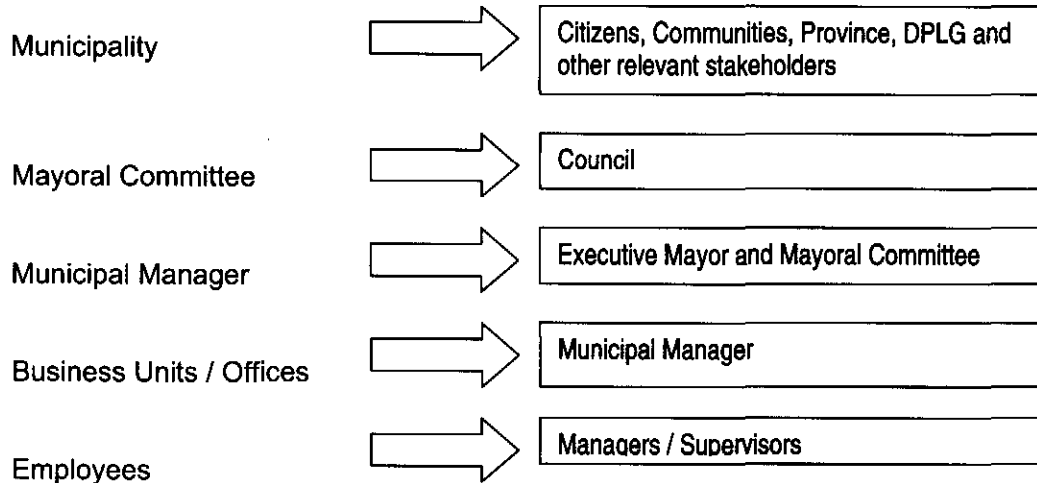 Municipality
Citizens, Communities, Province, DPLG and
other relevant stakeholders
Mayoral Committee
Council
Municipal Manager
Executive Mayor and Mayoral Committee
Business Units / Offices
Municipal Manager
Employees
Managers / Supervisors